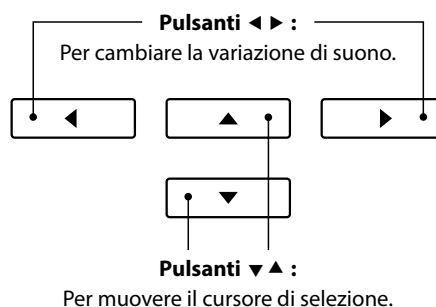 Pulsanti ◀ ▶ :
Per cambiare la variazione di suono.
Pulsanti ▼ ▲ :
Per muovere il cursore di selezione.